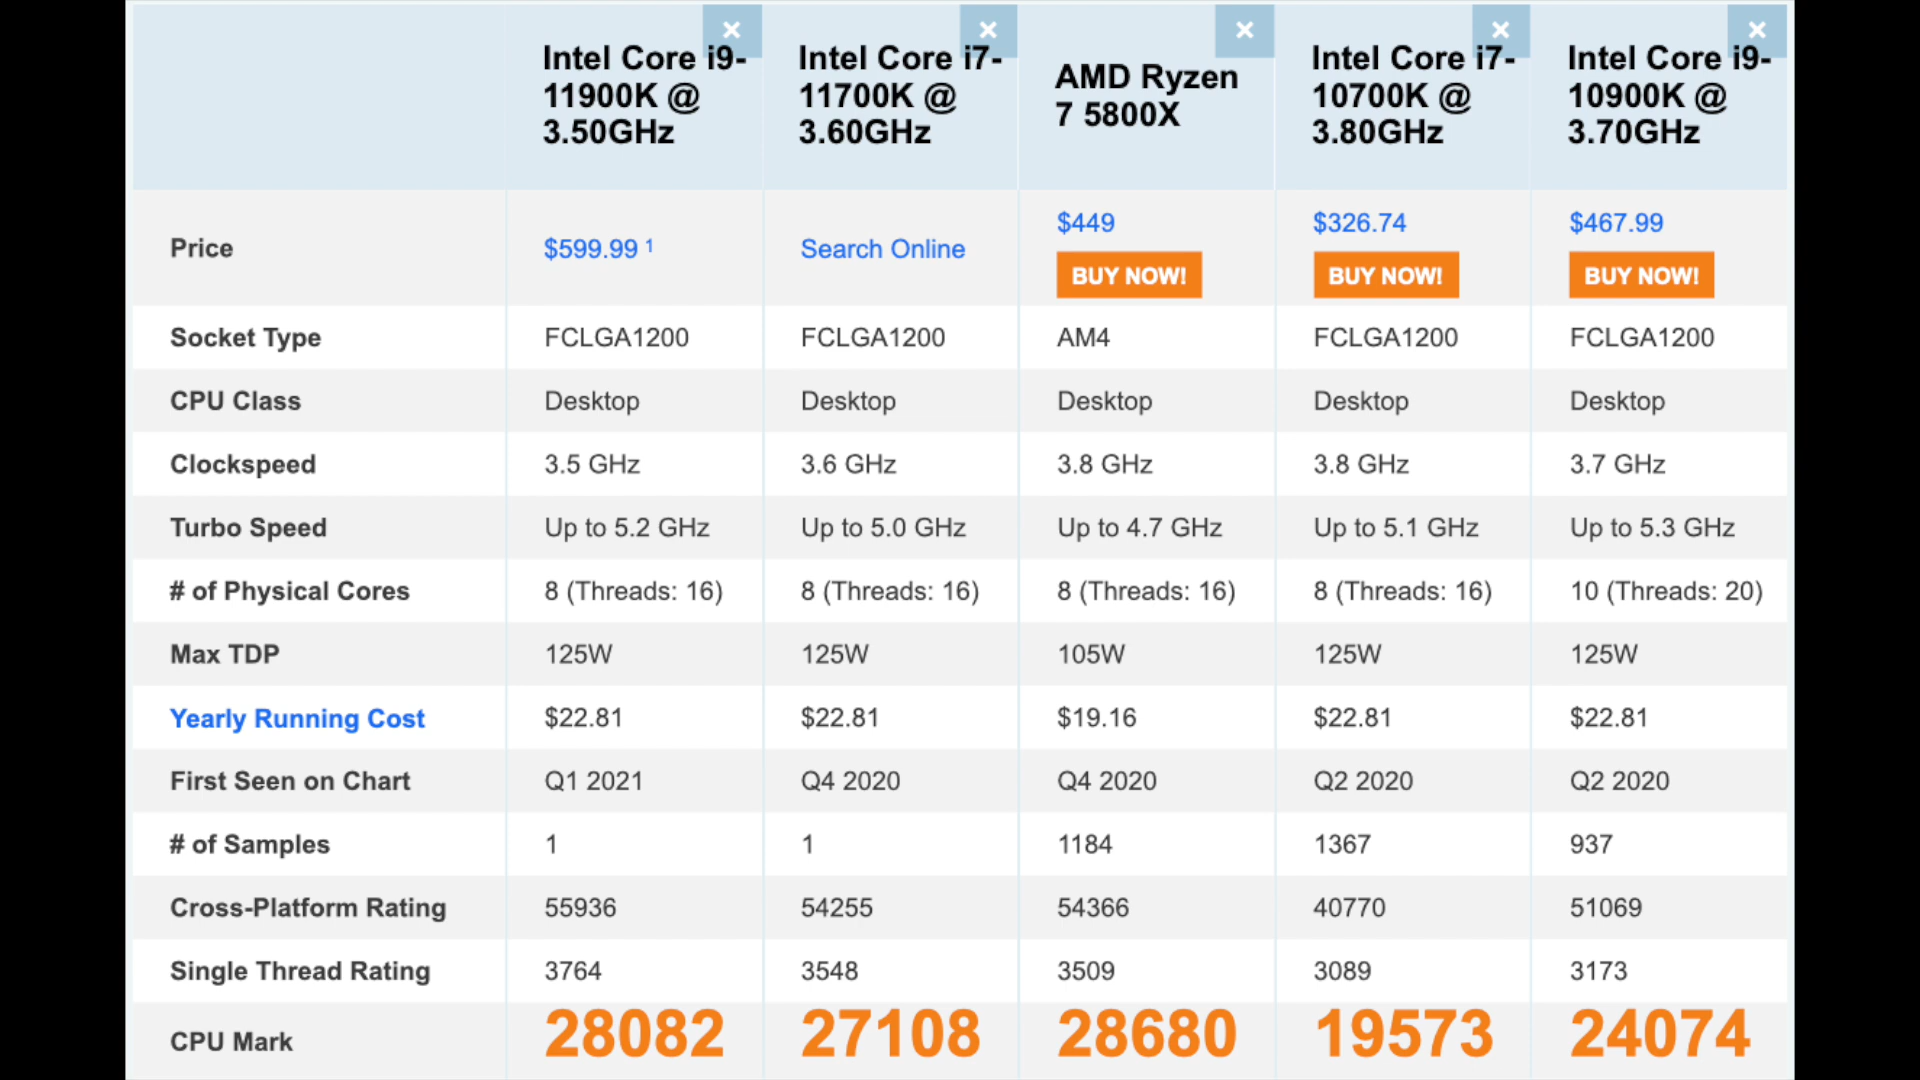 × × × × ×
Intel Core i9-
11900K @
3.50GHz
Intel Core i7-
11700K @
3.60GHz
AMD Ryzen
7 5800X
Intel Core i7-
10700K @
3.80GHz
Intel Core i9-
10900K @
3.70GHz
Price $599.99 1 Search Online $449 $326.74 $467.99
BUY NOW! BUY NOW! BUY NOW!
Socket Type FCLGA1200 FCLGA1200 AM4 FCLGA1200 FCLGA1200
CPU Class Desktop Desktop Desktop Desktop Desktop
Clockspeed 3.5 GHz 3.6 GHz 3.8 GHz 3.8 GHz 3.7 GHz
Turbo Speed Up to 5.2 GHz Up to 5.0 GHz Up to 4.7 GHz Up to 5.1 GHz Up to 5.3 GHz
# of Physical Cores 8 (Threads: 16) 8 (Threads: 16) 8 (Threads: 16) 8 (Threads: 16) 10 (Threads: 20)
Max TDP 125W 125W 105W 125W 125W
Yearly Running Cost $22.81 $22.81 $19.16 $22.81 $22.81
First Seen on Chart Q1 2021 Q4 2020 Q4 2020 Q2 2020 Q2 2020
# of Samples 1 1 1184 1367 937
Cross-Platform Rating 55936 54255 54366 40770 51069
Single Thread Rating 3764 3548 3509 3089 3173
CPU Mark 28082 27108 28680 19573 24074